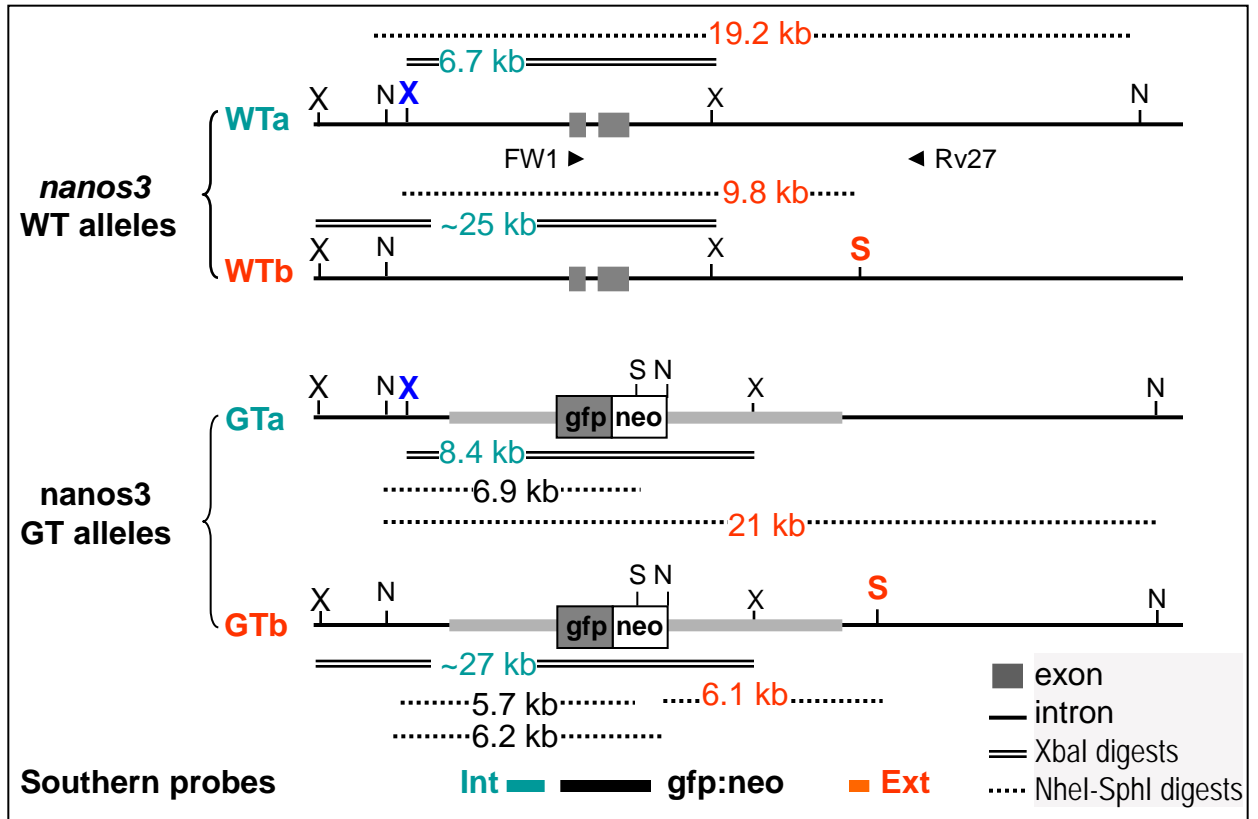 19.2 kb
6.7 kb
X N X X N
WTa
FW1 Rv27
nanos3
WT alleles
9.8 kb
~25 kb
X N X S
WTb
S N
X N X X N
GTa
gfp neo
8.4 kb
6.9 kb
nanos3
GT alleles
21 kb
S N
X N X S N
GTb
gfp neo
~27 kb
5.7 kb 6.1 kb
6.2 kb
exon
intron
XbaI digests
NheI-SphI digests
Southern probes Int gfp:neo Ext